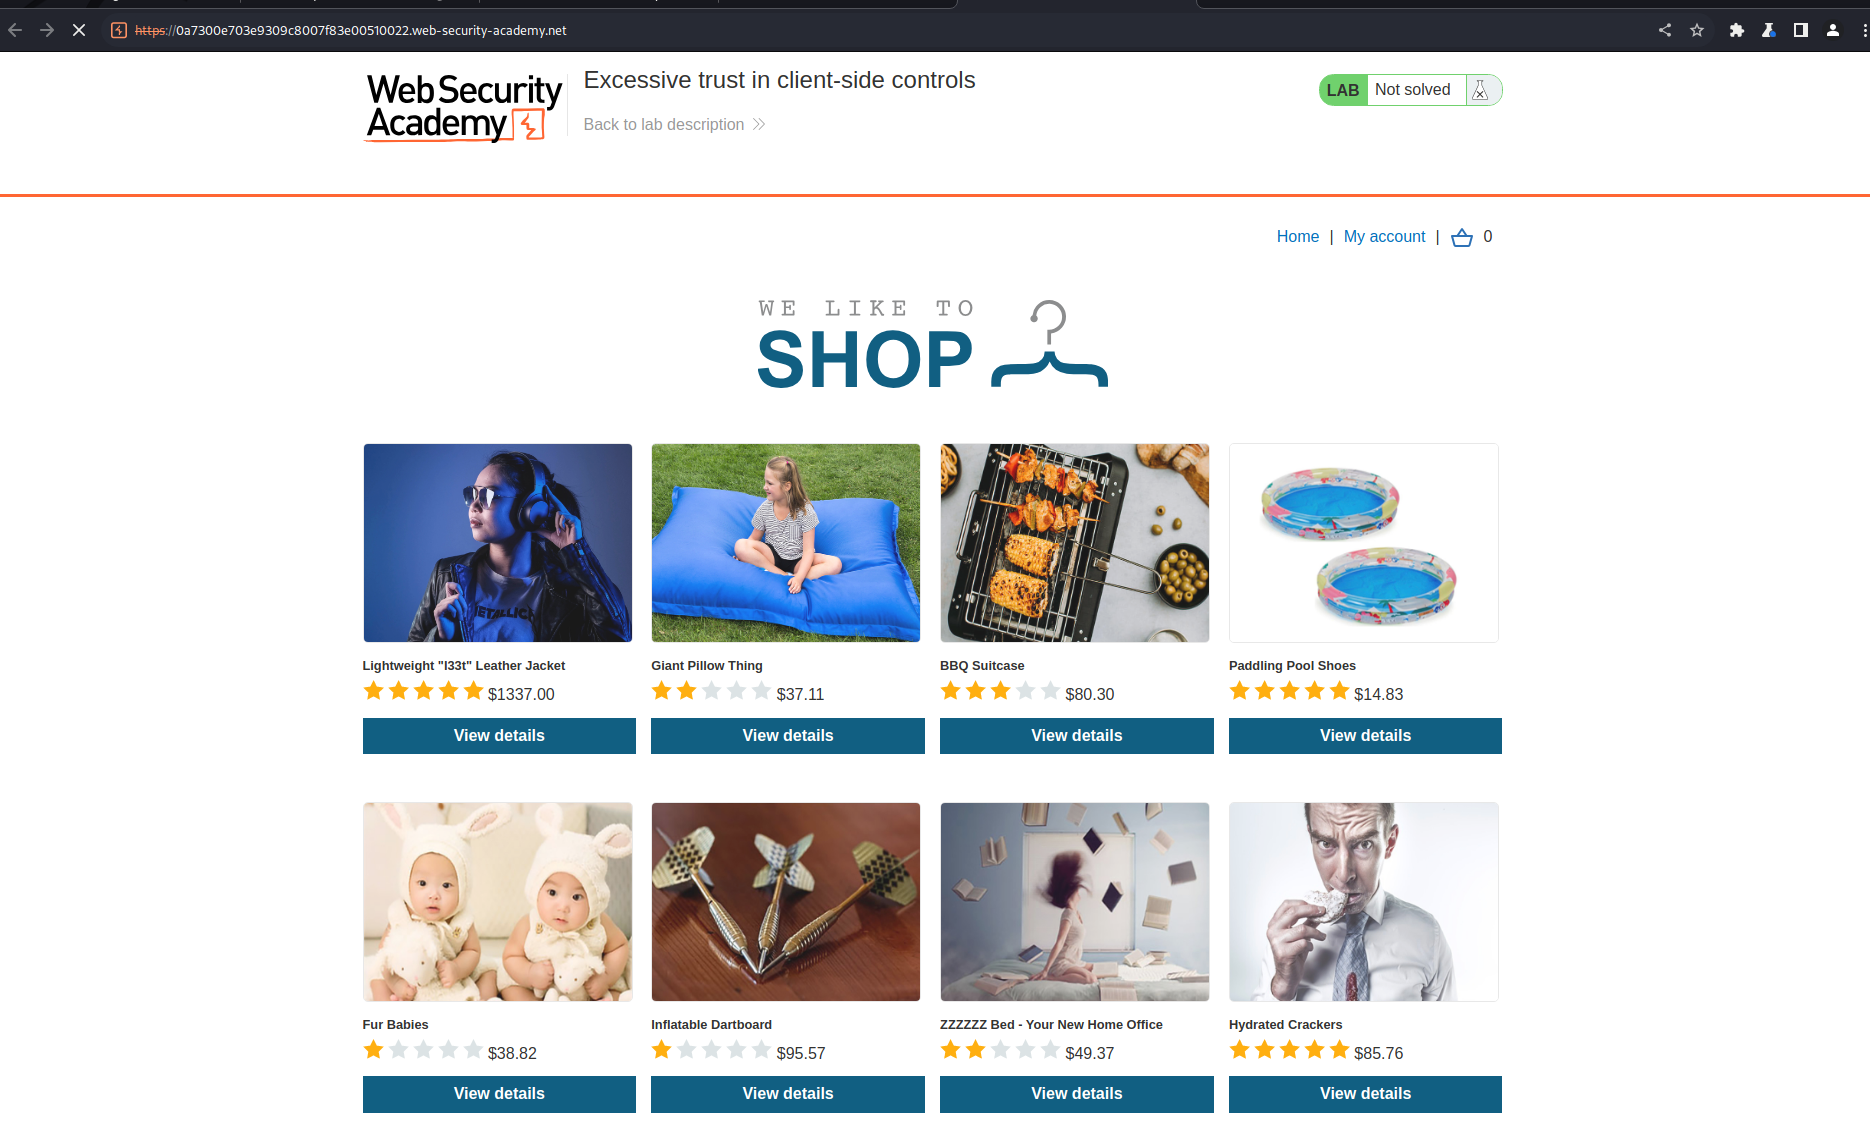 https://0a7300e703e9309c8007f83e00510022.web-security-academy.net
Web Security
Academy
Excessive trust in client-side controls
Back to lab description
LAB Not solved
Home | My account | 0
WE LIKE TO
SHOP
METALLICA
Lightweight "l33t" Leather Jacket
$1337.00
View details
Giant Pillow Thing
$37.11
View details
BBQ Suitcase
$80.30
View details
Paddling Pool Shoes
$14.83
View details
Fur Babies
$38.82
View details
Inflatable Dartboard
$95.57
View details
ZZZZZZ Bed - Your New Home Office
$49.37
View details
Hydrated Crackers
$85.76
View details